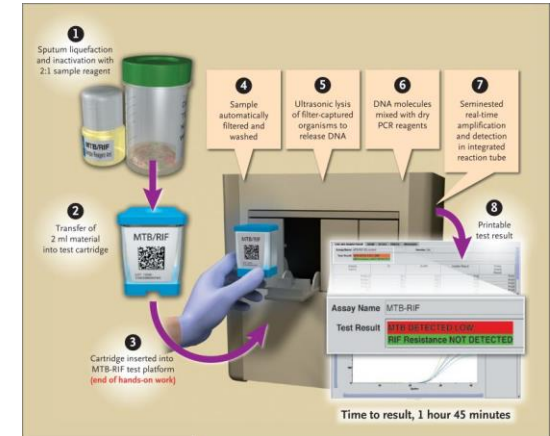 1
Sputum liquefaction and
inactivation with
2:1 sample reagent
MTB/RIF
2
Transfer of
2 ml material
into test cartridge
MTB/RIF
3
Cartridge inserted into
MTB-RIF test platform
(end of hands-on work)
4
Sample
automatically
filtered and
washed
5
Ultrasonic lysis
of filter-captured
organisms to
release DNA
6
DNA molecules
mixed with dry
PCR reagents
7
Seminested
real-time
amplification
and detection
in integrated
reaction tube
MTB/RIF
8
Printable
test result
Assay Name MTB-RIF
Test Result MTB DETECTED LOW
RIF Resistance NOT DETECTED
Time to result, 1 hour 45 minutes